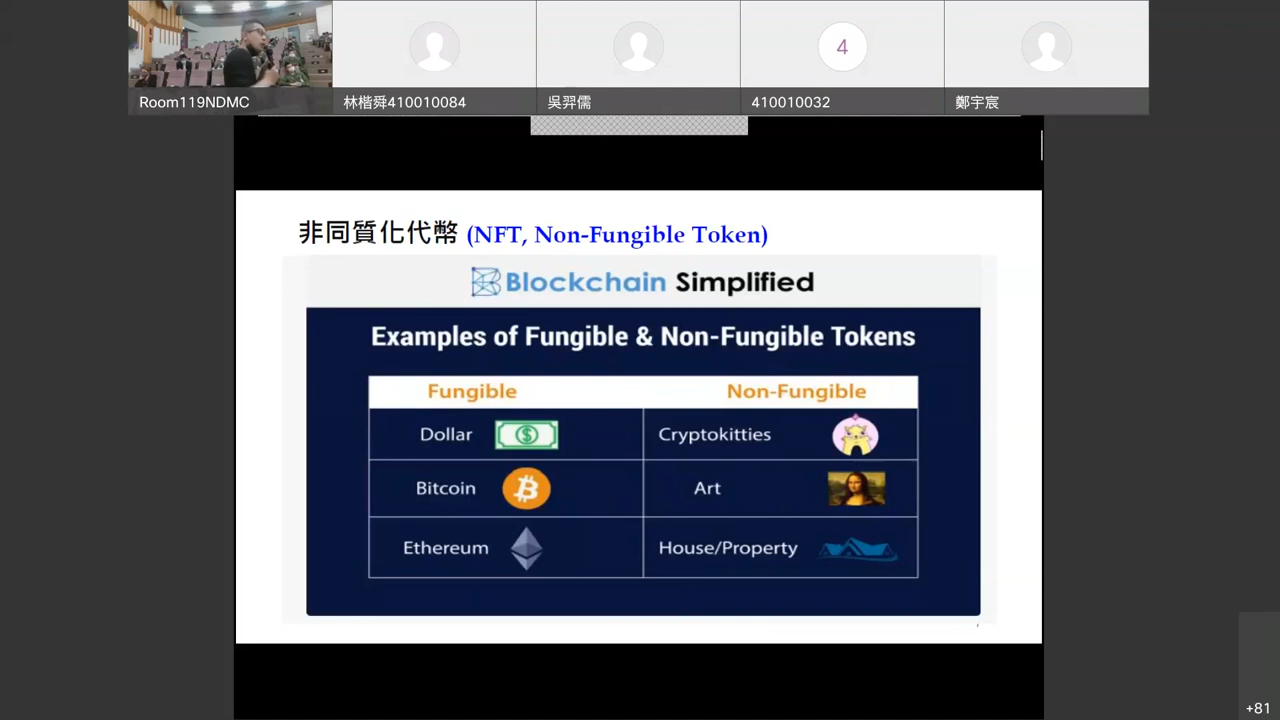 Room119NDMC
林楷舜410010084
吳羿儒
4
410010032
鄭宇宸
非同質化代幣 (NFT, Non-Fungible Token)
Blockchain Simplified
Examples of Fungible & Non-Fungible Tokens
Fungible Non-Fungible
Dollar Cryptokitties
Bitcoin Art
Ethereum House/Property
+81